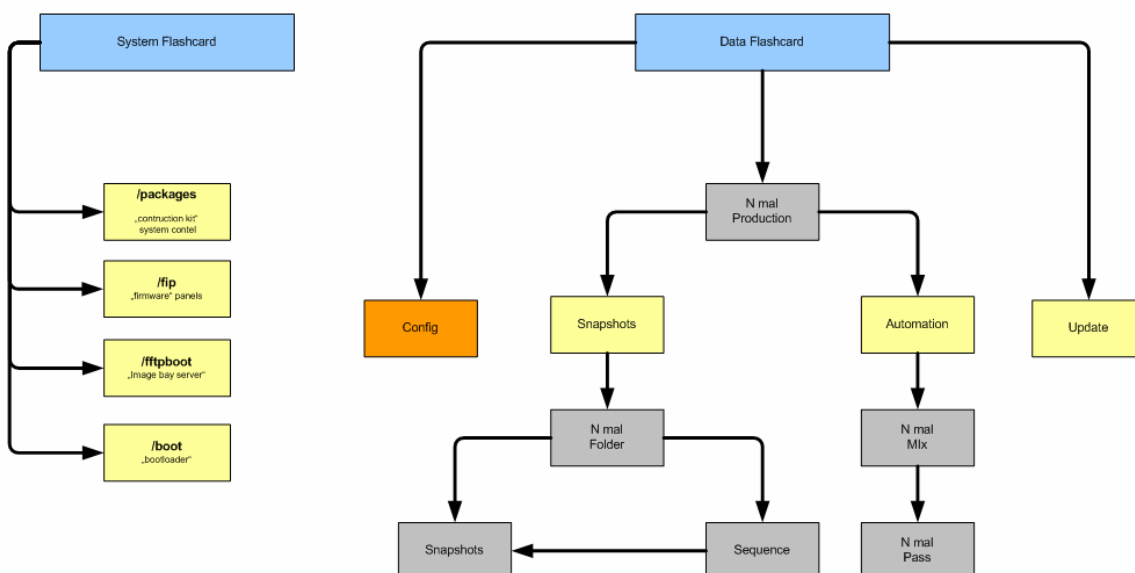 System Flashcard
Data Flashcard
/packages
„contruction kit“
system contel
N mal
Production
/fip
„firmware“ panels
Config
Snapshots
Automation
Update
/fftpboot
„Image bay server“
N mal
Folder
N mal
MIx
/boot
„bootloader“
Snapshots
Sequence
N mal
Pass